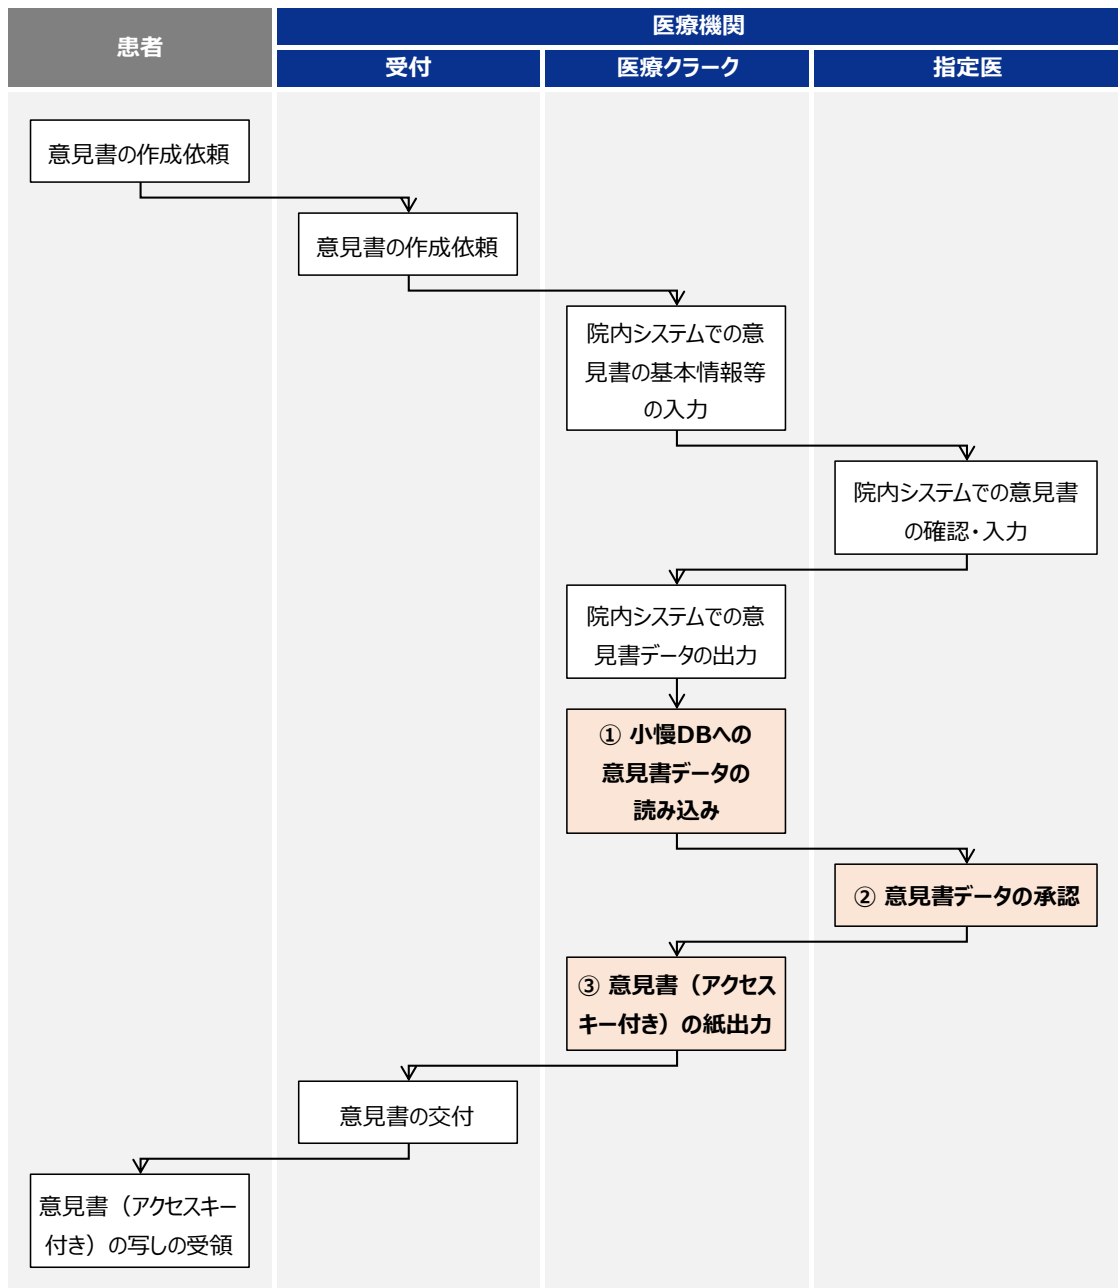 患者
医療機関
受付
医療クラーク
指定医
意見書の作成依頼
意見書の作成依頼
院内システムでの意
見書の基本情報等
の入力
院内システムでの意見書
の確認・入力
院内システムでの意
見書データの出力
① 小慢DBへの
意見書データの
読み込み
② 意見書データの承認
③ 意見書（アクセス
キー付き）の紙出力
意見書の交付
意見書（アクセスキー
付き）の写しの受領